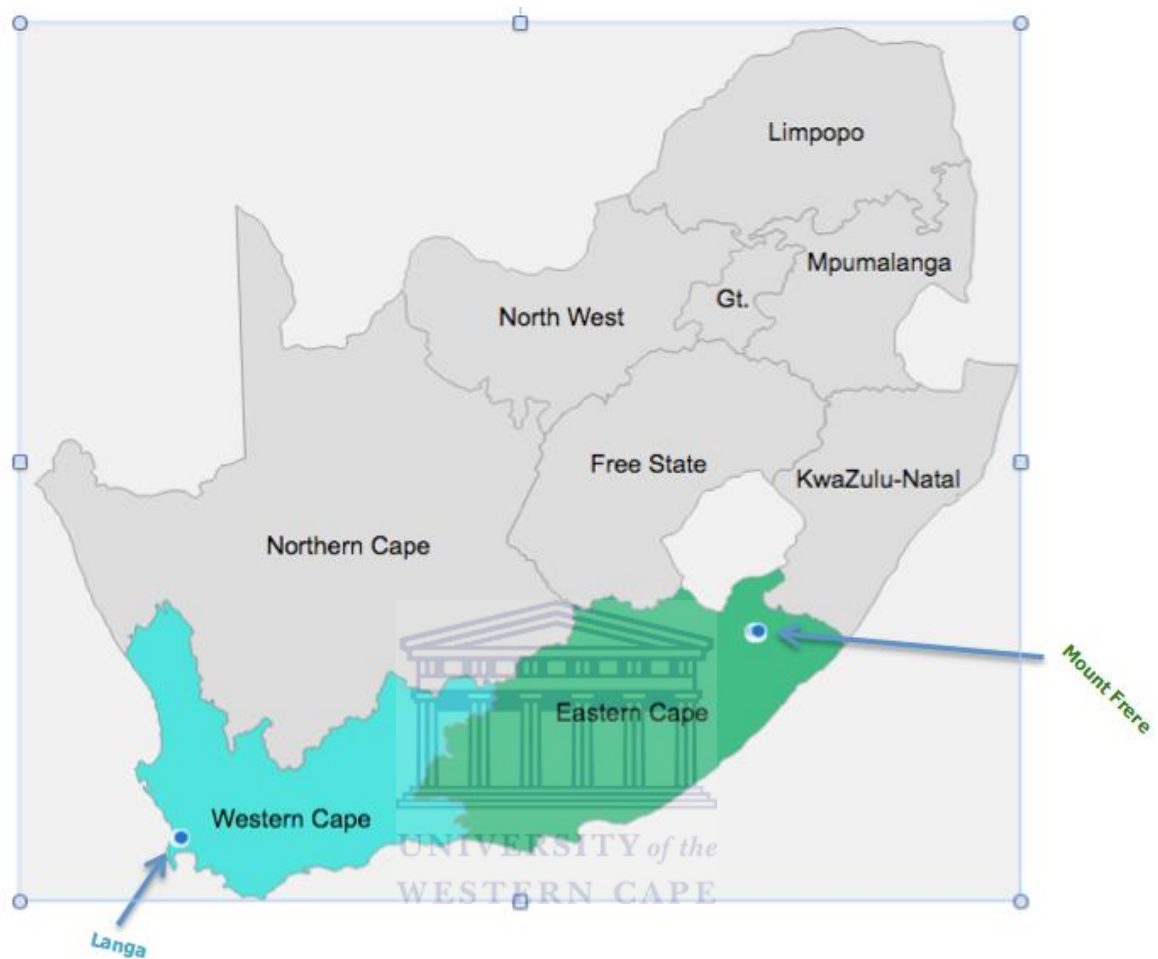 Limpopo
Mpumalanga
Gt.
North West
Free State
KwaZulu-Natal
Northern Cape
Mount Frere
Eastern Cape
Western Cape
UNIVERSITY of the
WESTERN CAPE
Langa